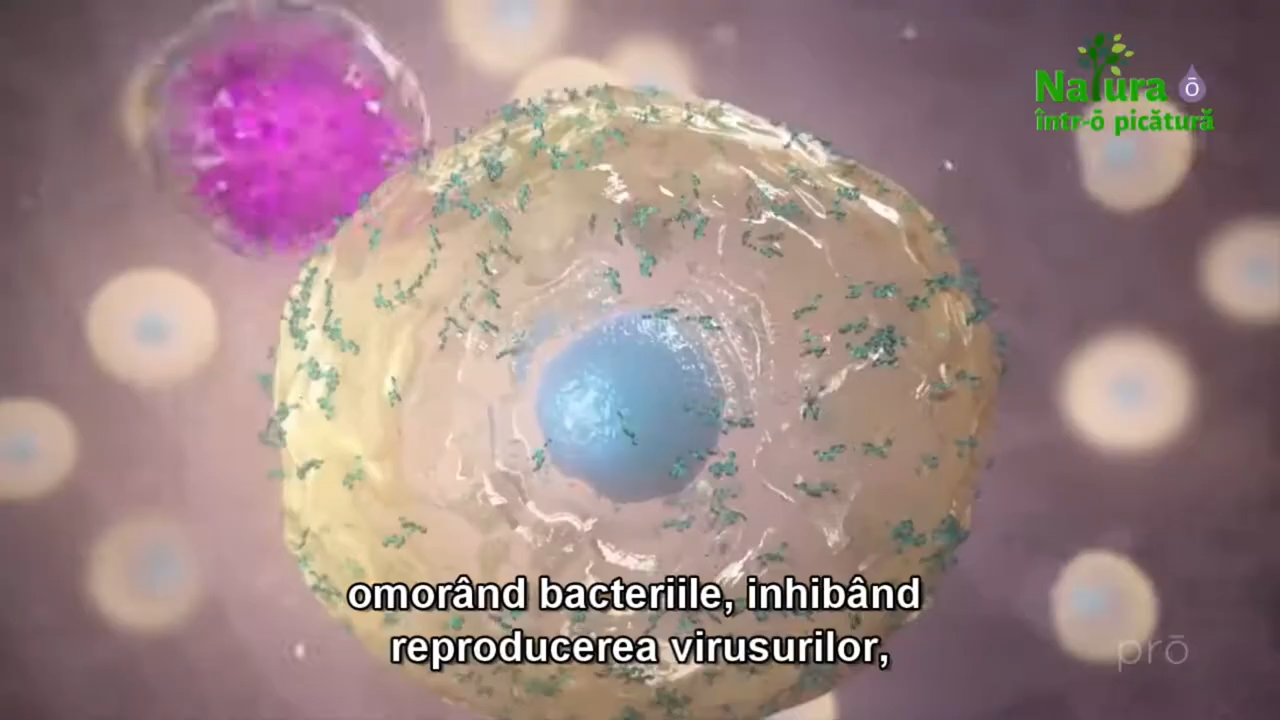 Natura ō
într-ō picătură
omorând bacteriile, inhibând
reproducerea virusurilor,
prō